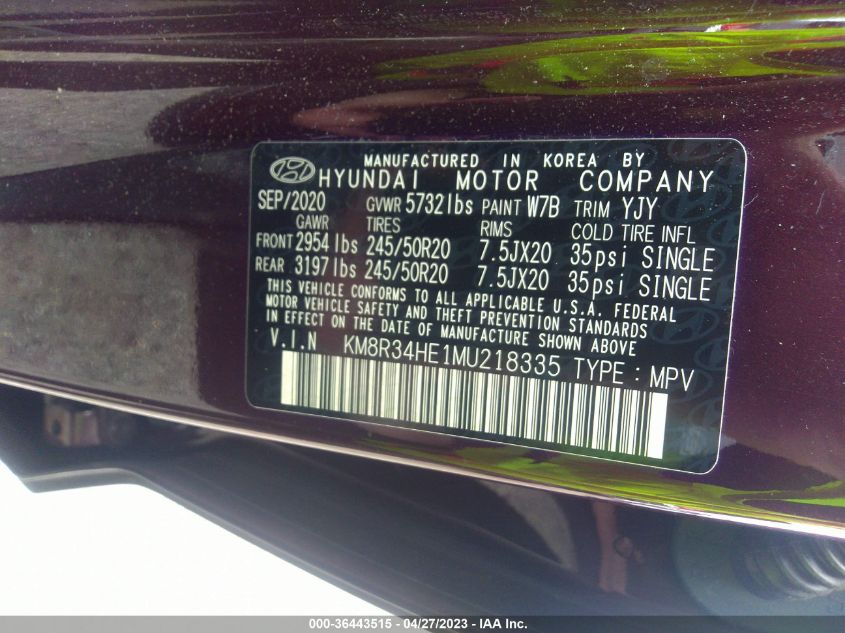 MANUFACTURED IN KOREA BY
HYUNDAI MOTOR COMPANY
SEP/2020 GVWR 5732lbs PAINT W7B TRIM YJY
GAWR TIRES RIMS COLD TIRE INFL
FRONT 2954 lbs 245/50R20 7.5JX20 35psi SINGLE
REAR 3197 lbs 245/50R20 7.5JX20 35psi SINGLE
THIS VEHICLE CONFORMS TO ALL APPLICABLE U.S.A. FEDERAL
MOTOR VEHICLE SAFETY AND THEFT PREVENTION STANDARDS
IN EFFECT ON THE DATE OF MANUFACTURE SHOWN ABOVE
V.I.N KM8R34HE1MU218335 TYPE : MPV
000-36443515 - 04/27/2023 - IAAI.COM